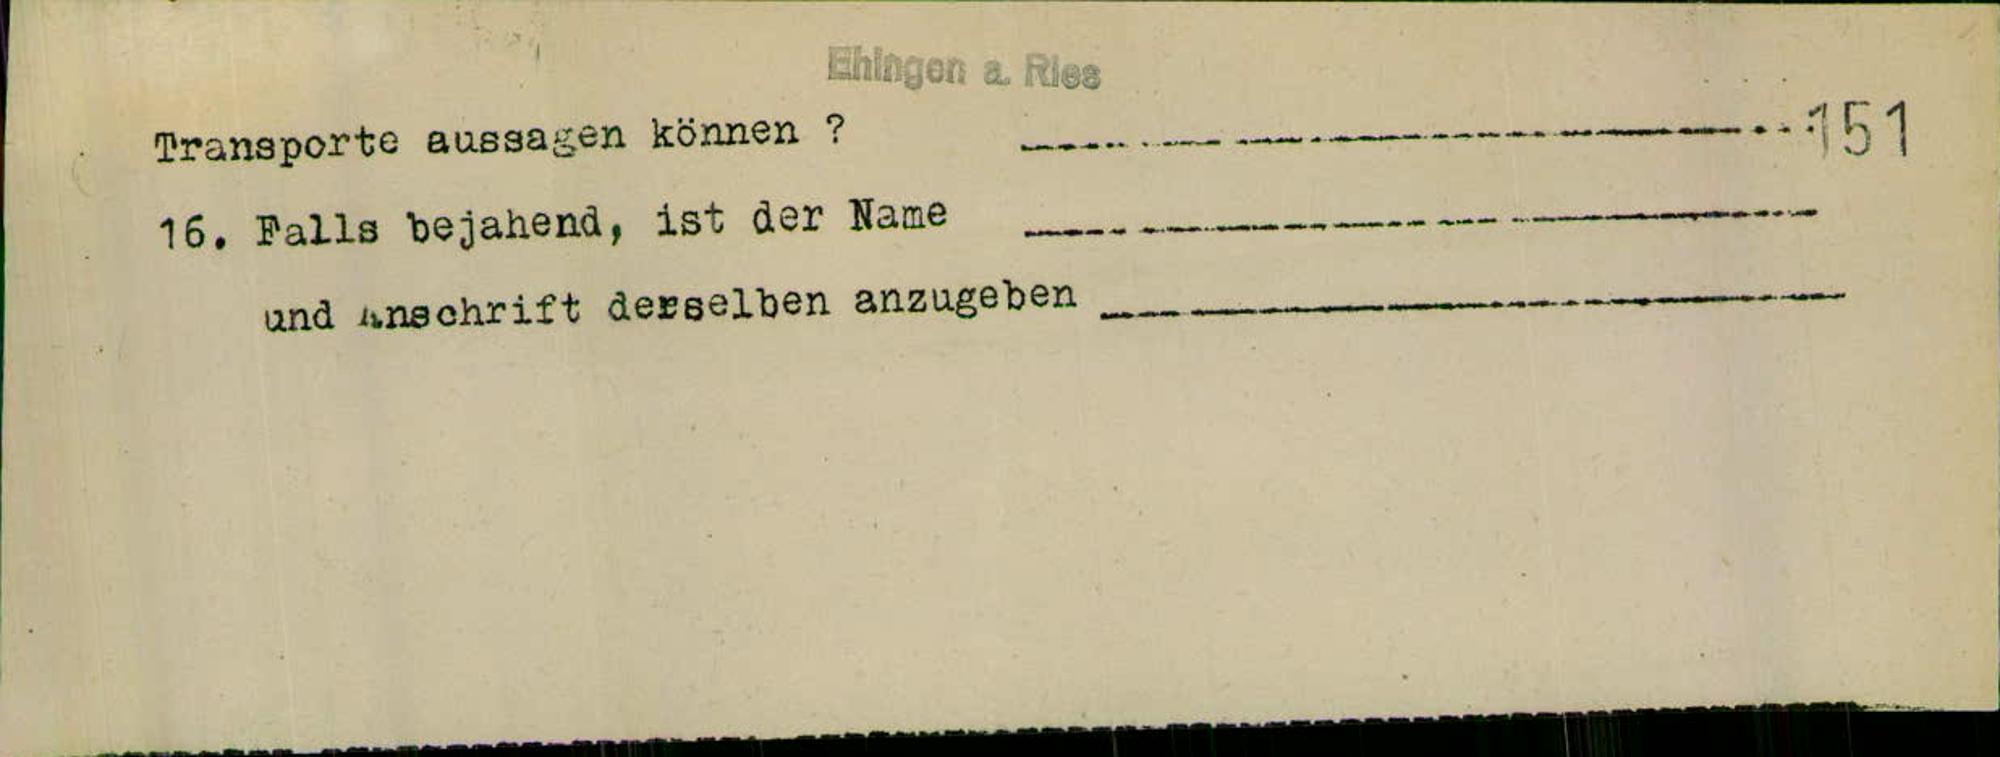 Ehingen a. Ries
Transporte aussagen können ? 151
16. Falls bejahend, ist der Name
und Anschrift derselben anzugeben